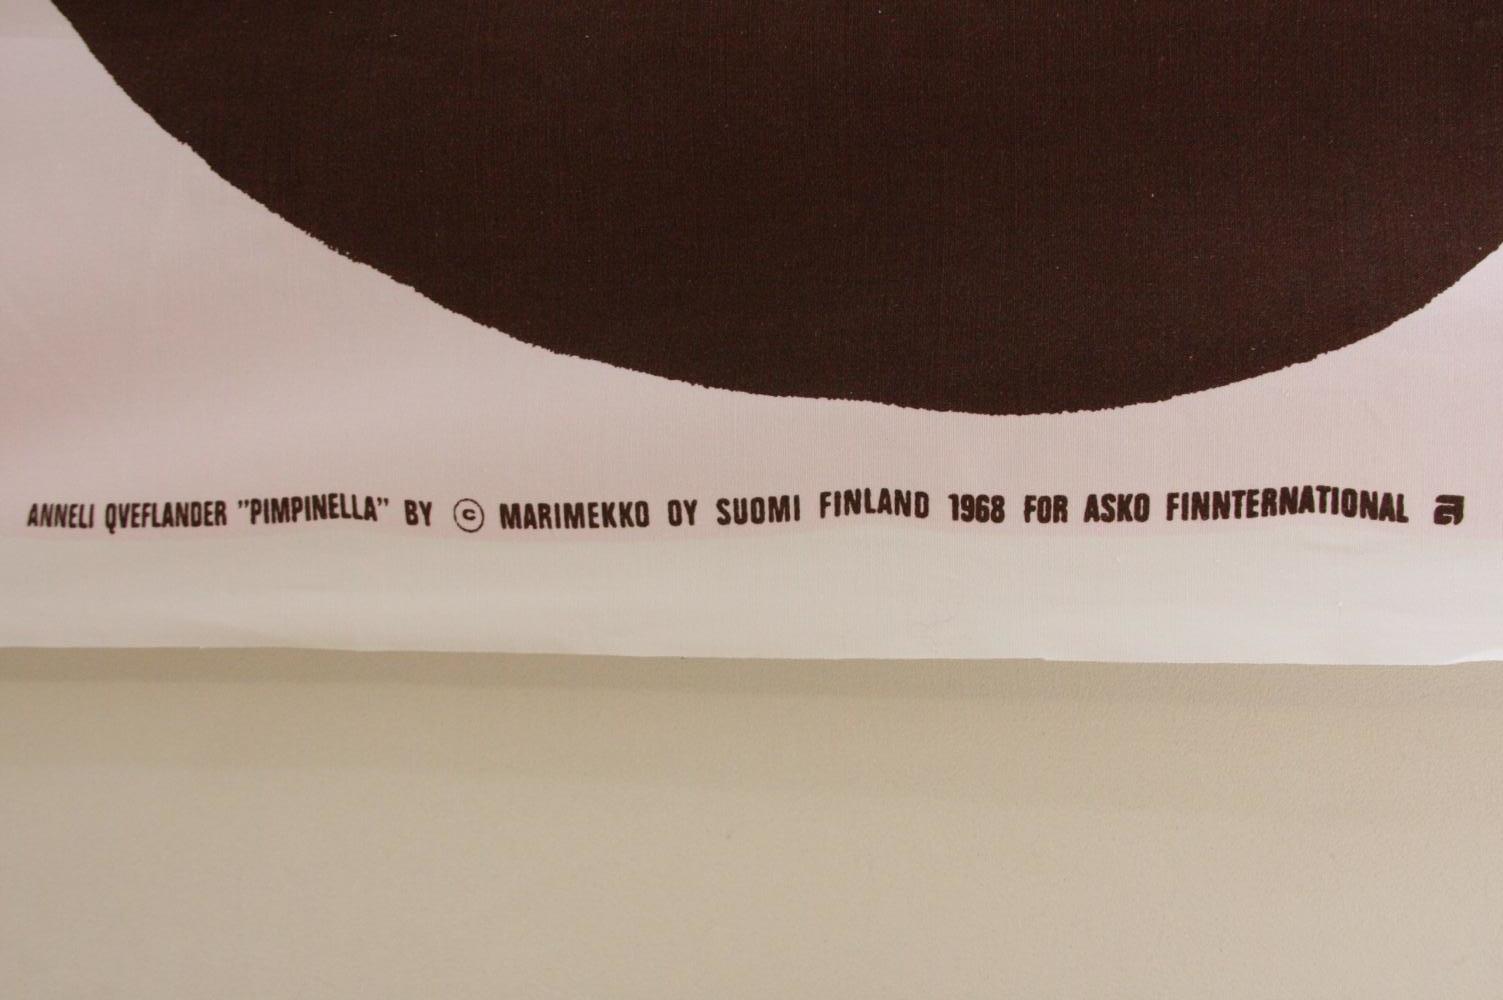 ANNELI QVEFLANDER "PIMPINELLA" BY © MARIMEKKO OY SUOMI FINLAND 1968 FOR ASKO FINNTERNATIONAL